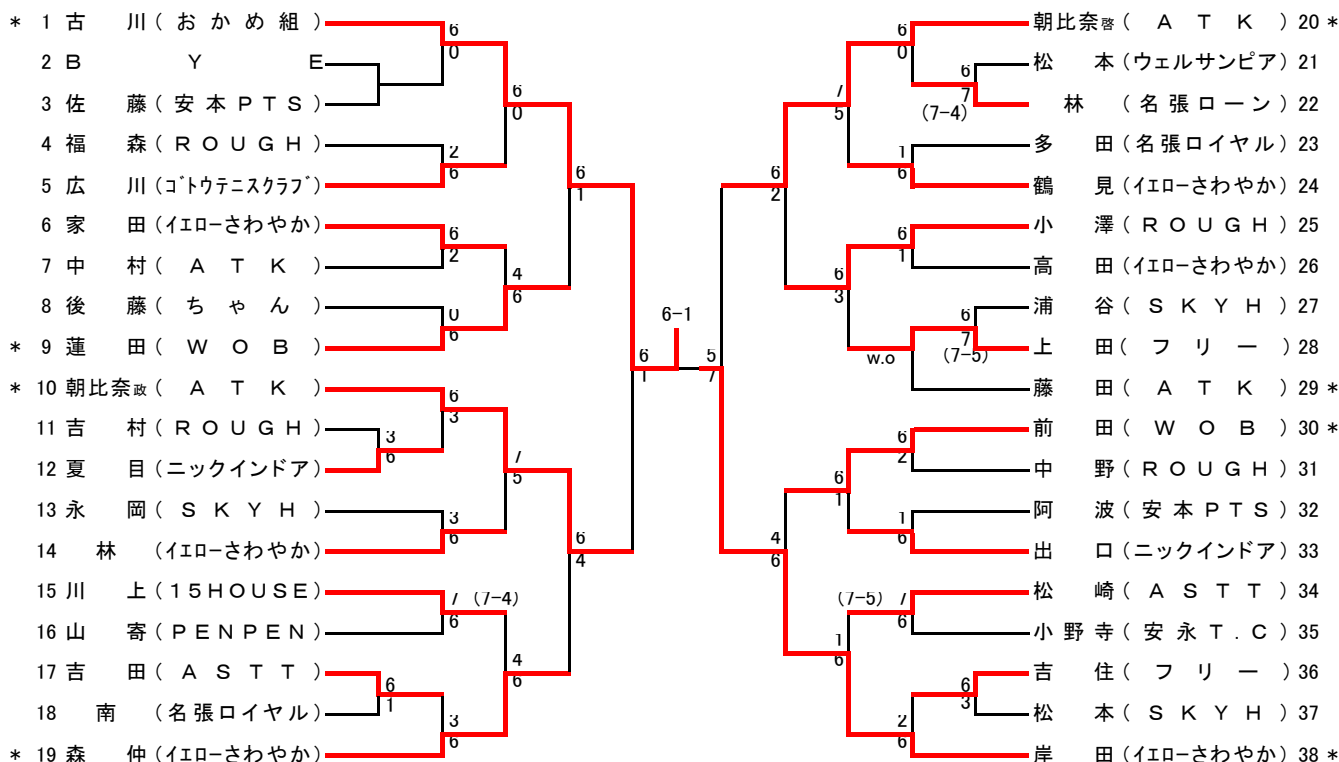 * 1 古 川 (おかめ組)
2 B Y E
3 佐 藤 (安本PTS)
4 福 森 (ROUGH)
5 広 川 (ゴトウテニスクラブ)
6 家 田 (イエローさわやか)
7 中 村 (ATK)
8 後 藤 (ちゃん)
* 9 蓮 田 (WOB)
* 10 朝比奈政 (ATK)
11 吉 村 (ROUGH)
12 夏 目 (ニックインドア)
13 永 岡 (SKYH)
14 林 (イエローさわやか)
15 川 上 (15HOUSE)
16 山 寄 (PENPEN)
17 吉 田 (ASTT)
18 南 (名張ロイヤル)
* 19 森 仲 (イエローさわやか)
6
0
2
6
6
2
0
6
3
6
6
3
3
6
7 (7-4)
6
6
1
3
6
6
0
4
6
7
5
4
6
6
1
6
4
6
1
6-1
5
7
6
2
4
6
7
5
6
3
w.o
6
1
1
6
6
0
6
7
(7-4)
1
6
6
1
6
7
(7-5)
6
2
1
6
(7-5) 7
6
6
3
2
6
朝比奈啓 (ATK) 20 *
松 本 (ウェルサンピア) 21
林 (名張ローン) 22
多 田 (名張ロイヤル) 23
鶴 見 (イエローさわやか) 24
小 澤 (ROUGH) 25
高 田 (イエローさわやか) 26
浦 谷 (SKYH) 27
上 田 (フリー) 28
藤 田 (ATK) 29 *
前 田 (WOB) 30 *
中 野 (ROUGH) 31
阿 波 (安本PTS) 32
出 口 (ニックインドア) 33
松 崎 (ASTT) 34
小野寺 (安永T.C) 35
吉 住 (フリー) 36
松 本 (SKYH) 37
岸 田 (イエローさわやか) 38 *